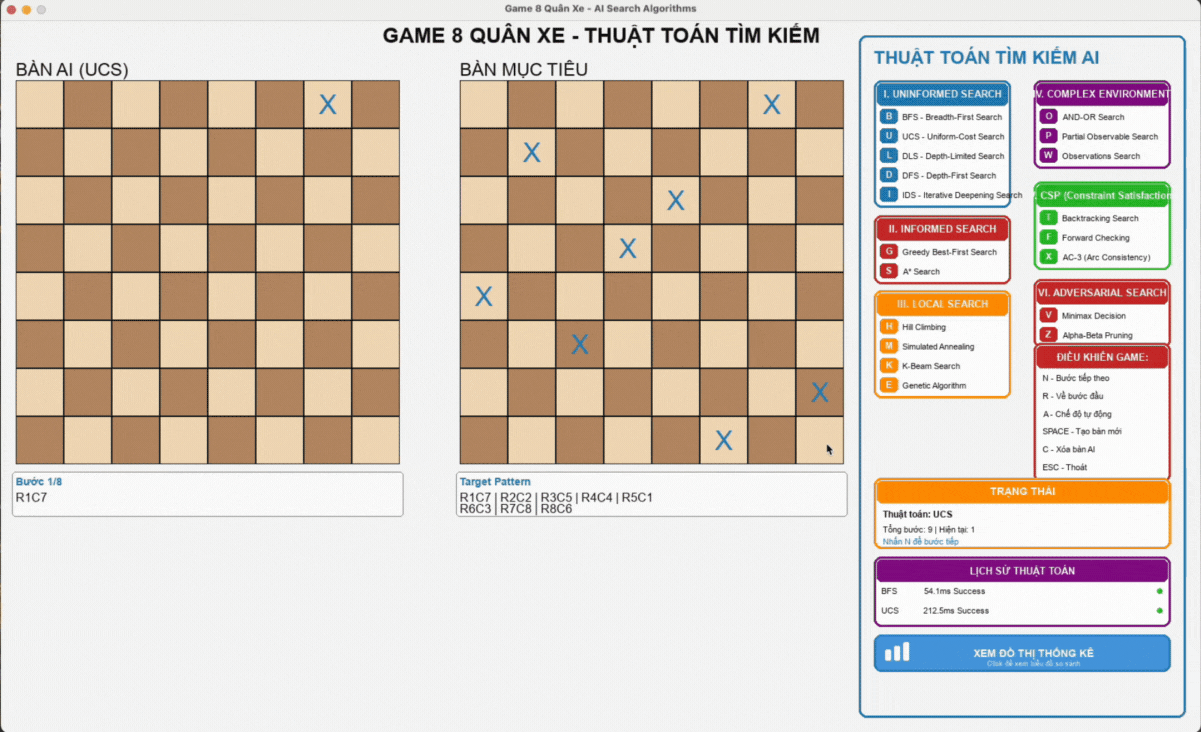 Game 8 Quân Xe - AI Search Algorithms
GAME 8 QUÂN XE - THUẬT TOÁN TÌM KIẾM
BÀN AI (UCS)
X
Bước 1/8
R1C7
BÀN MỤC TIÊU
X
X
X
X
X
X
X
X
Target Pattern
R1C7 | R2C2 | R3C5 | R4C4 | R5C1
R6C3 | R7C8 | R8C6
THUẬT TOÁN TÌM KIẾM AI
I. UNINFORMED SEARCH
B BFS - Breadth-First Search
U UCS - Uniform-Cost Search
L DLS - Depth-Limited Search
D DFS - Depth-First Search
I IDS - Iterative Deepening Search
II. INFORMED SEARCH
G Greedy Best-First Search
S A* Search
III. LOCAL SEARCH
H Hill Climbing
M Simulated Annealing
K K-Beam Search
E Genetic Algorithm
V. COMPLEX ENVIRONMENT
O AND-OR Search
P Partial Observable Search
W Observations Search
. CSP (Constraint Satisfaction
T Backtracking Search
F Forward Checking
X AC-3 (Arc Consistency)
VI. ADVERSARIAL SEARCH
V Minimax Decision
Z Alpha-Beta Pruning
ĐIỀU KHIỂN GAME:
N - Bước tiếp theo
R - Về bước đầu
A - Chế độ tự động
SPACE - Tạo bàn mới
C - Xóa bàn AI
ESC - Thoát
TRẠNG THÁI
Thuật toán: UCS
Tổng bước: 9 | Hiện tại: 1
Nhấn N để bước tiếp
LỊCH SỬ THUẬT TOÁN
BFS 54.1ms Success
UCS 212.5ms Success
XEM ĐỒ THỊ THỐNG KÊ
Click để xem biểu đồ so sánh